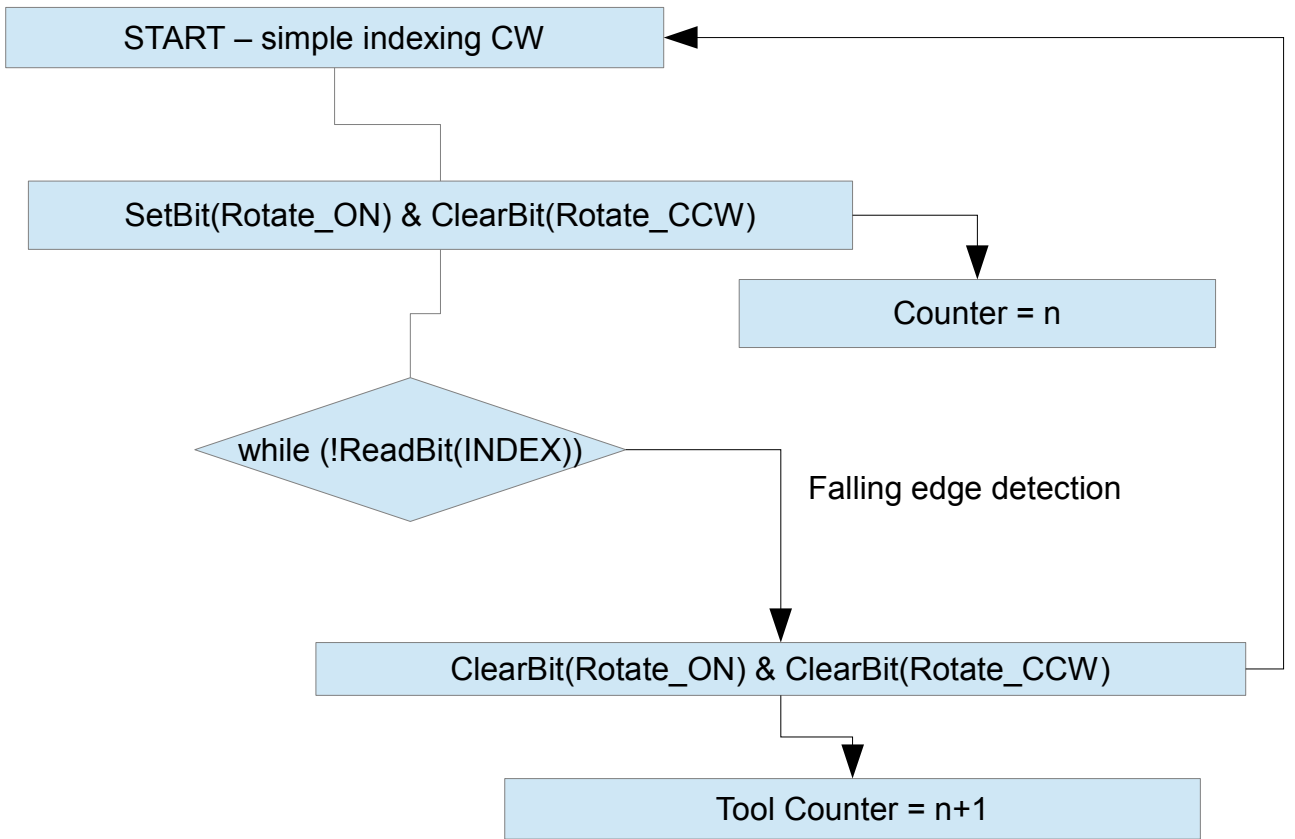 START – simple indexing CW
SetBit(Rotate_ON) & ClearBit(Rotate_CCW)
Counter = n
while (!ReadBit(INDEX))
Falling edge detection
ClearBit(Rotate_ON) & ClearBit(Rotate_CCW)
Tool Counter = n+1